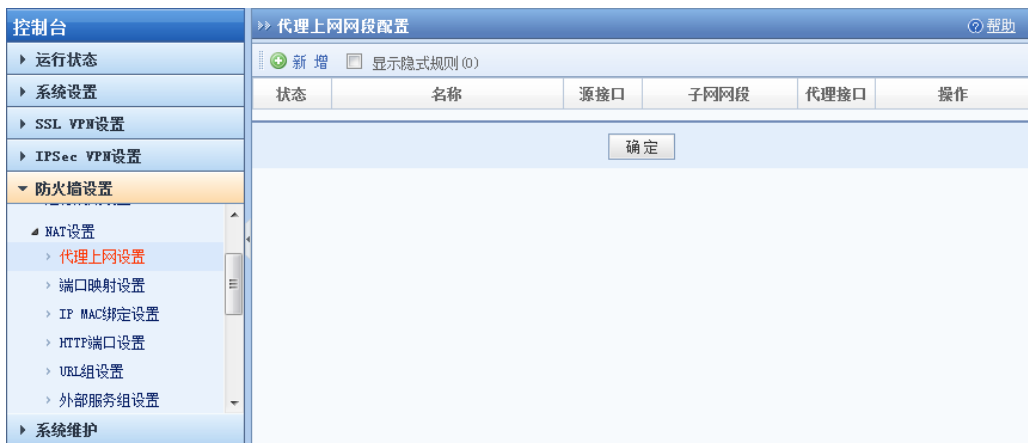 控制台
运行状态
系统设置
SSL VPN设置
IPSec VPN设置
防火墙设置
NAT设置
代理上网设置
端口映射设置
IP MAC绑定设置
HTTP端口设置
URL组设置
外部服务组设置
系统维护
代理上网网段配置 帮助
新 增 显示隐式规则(0)
状态 名称 源接口 子网网段 代理接口 操作
确定